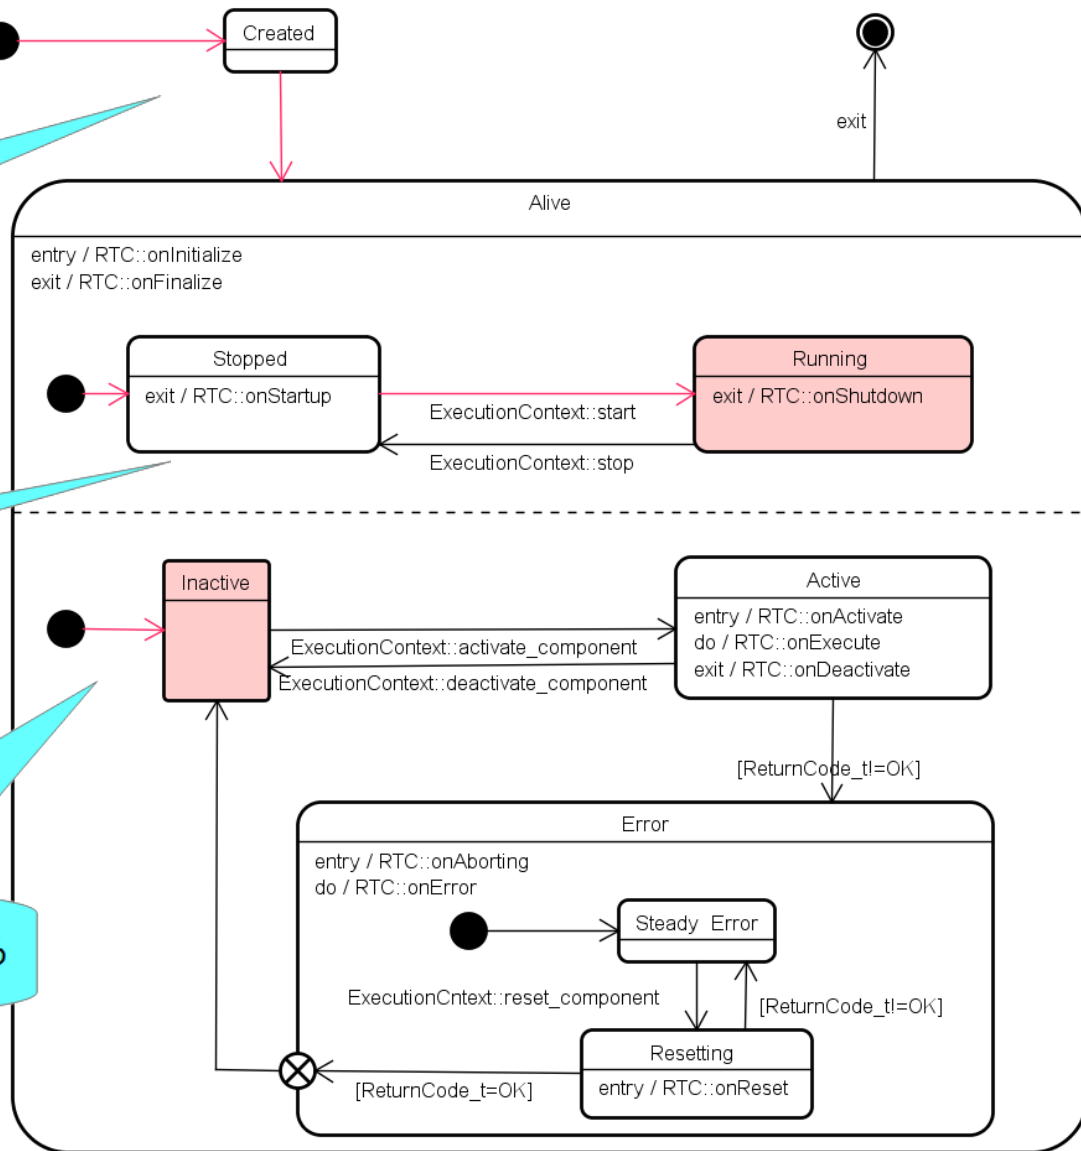 Created
exit
Alive
entry / RTC::onInitialize
exit / RTC::onFinalize
Stopped
exit / RTC::onStartup
Running
exit / RTC::onShutdown
ExecutionContext::start
ExecutionContext::stop
Inactive
Active
entry / RTC::onActivate
do / RTC::onExecute
exit / RTC::onDeactivate
ExecutionContext::activate_component
ExecutionContext::deactivate_component
[ReturnCode_t!=OK]
Error
entry / RTC::onAborting
do / RTC::onError
Steady Error
ExecutionCntext::reset_component
[ReturnCode_t!=OK]
Resetting
entry / RTC::onReset
[ReturnCode_t=OK]